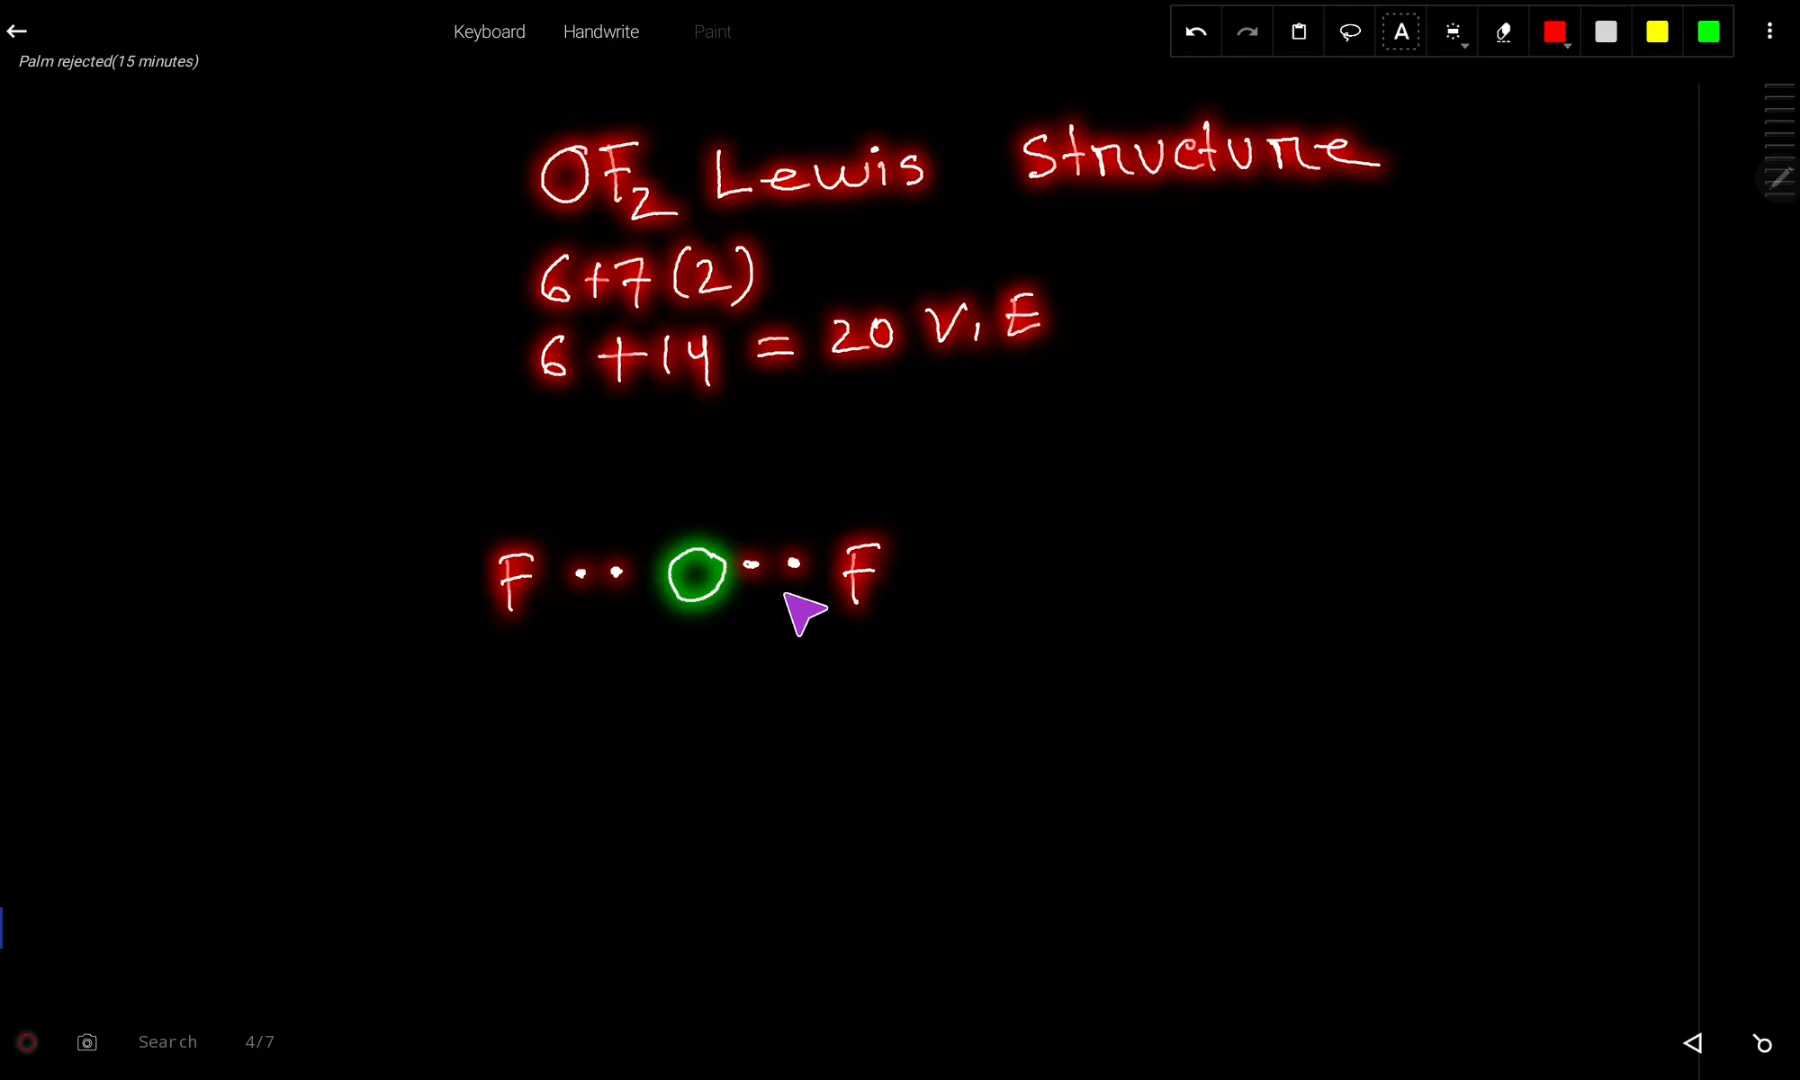 Keyboard Handwrite Paint A
Palm rejected(15 minutes)
OF2 Lewis Structure
6+7(2)
6+14 = 20 V.E
F ·· O ·· F
Search 4/7